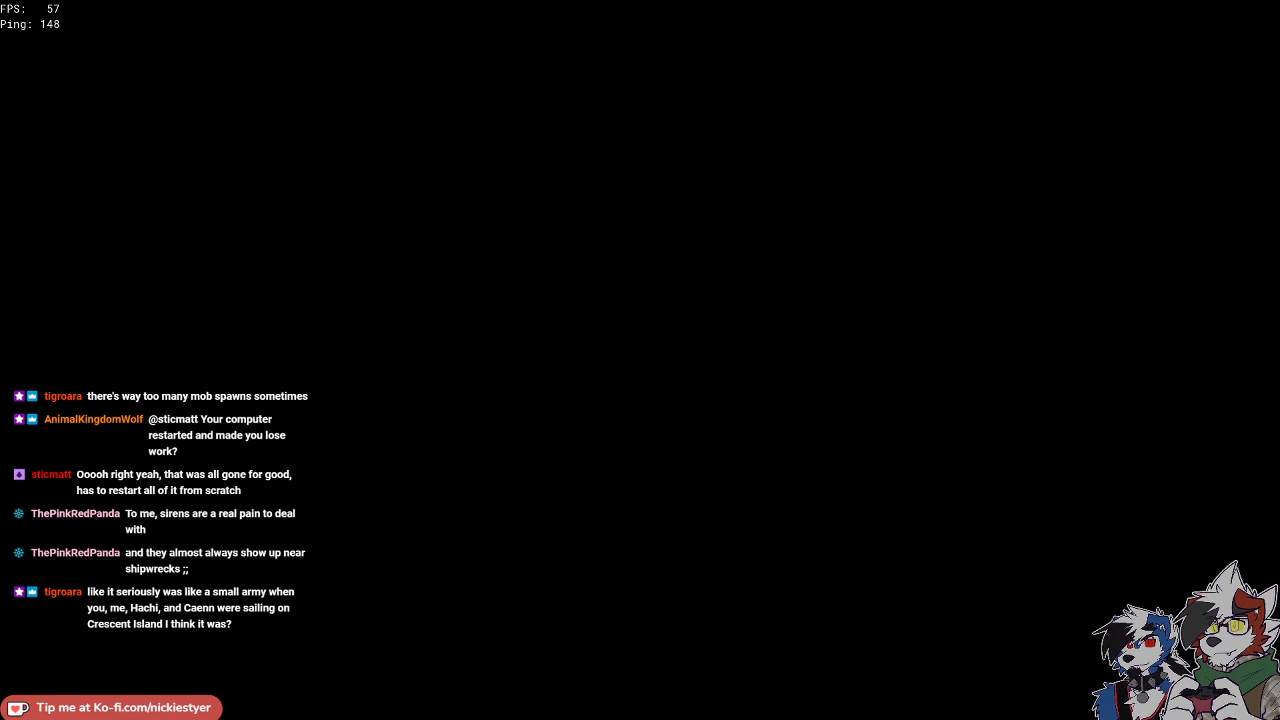 FPS: 57
Ping: 148
tigroara there's way too many mob spawns sometimes
AnimalKingdomWolf @sticmatt Your computer
restarted and made you lose
work?
sticmatt Ooooh right yeah, that was all gone for good,
has to restart all of it from scratch
ThePinkRedPanda To me, sirens are a real pain to deal
with
ThePinkRedPanda and they almost always show up near
shipwrecks ;;
tigroara like it seriously was like a small army when
you, me, Hachi, and Caenn were sailing on
Crescent Island I think it was?
Tip me at Ko-fi.com/nickiestyer